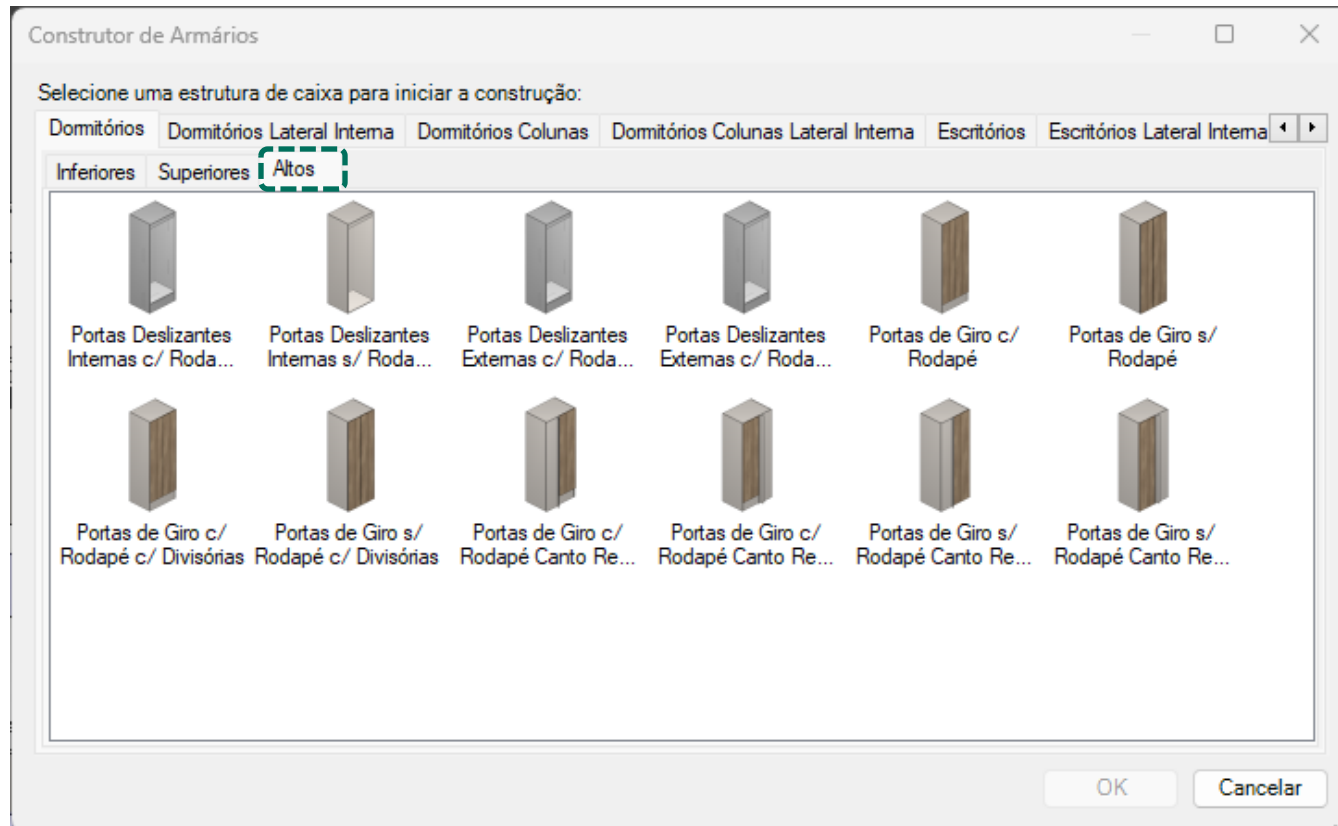 Construtor de Armários
Selecione uma estrutura de caixa para iniciar a construção:
Dormitórios Dormitórios Lateral Interna Dormitórios Colunas Dormitórios Colunas Lateral Interna Escritórios Escritórios Lateral Interna
Inferiores Superiores Altos
Portas Deslizantes Portas Deslizantes Portas Deslizantes Portas Deslizantes Portas de Giro c/ Portas de Giro s/
Internas c/ Roda... Internas s/ Roda... Externas c/ Roda... Externas c/ Roda... Rodapé Rodapé
Portas de Giro c/ Portas de Giro s/ Portas de Giro c/ Portas de Giro c/ Portas de Giro s/ Portas de Giro s/
Rodapé c/ Divisórias Rodapé c/ Divisórias Rodapé Canto Re... Rodapé Canto Re... Rodapé Canto Re... Rodapé Canto Re...
OK Cancelar